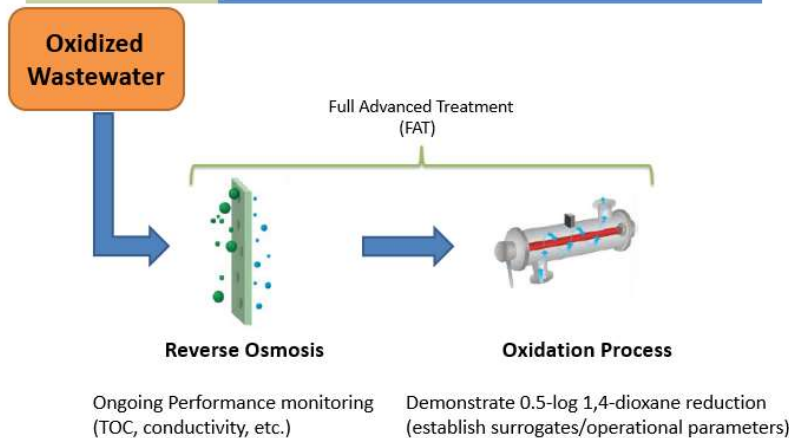 Oxidized
Wastewater
Full Advanced Treatment
(FAT)
Reverse Osmosis
Oxidation Process
Ongoing Performance monitoring
(TOC, conductivity, etc.)
Demonstrate 0.5-log 1,4-dioxane reduction
(establish surrogates/operational parameters)